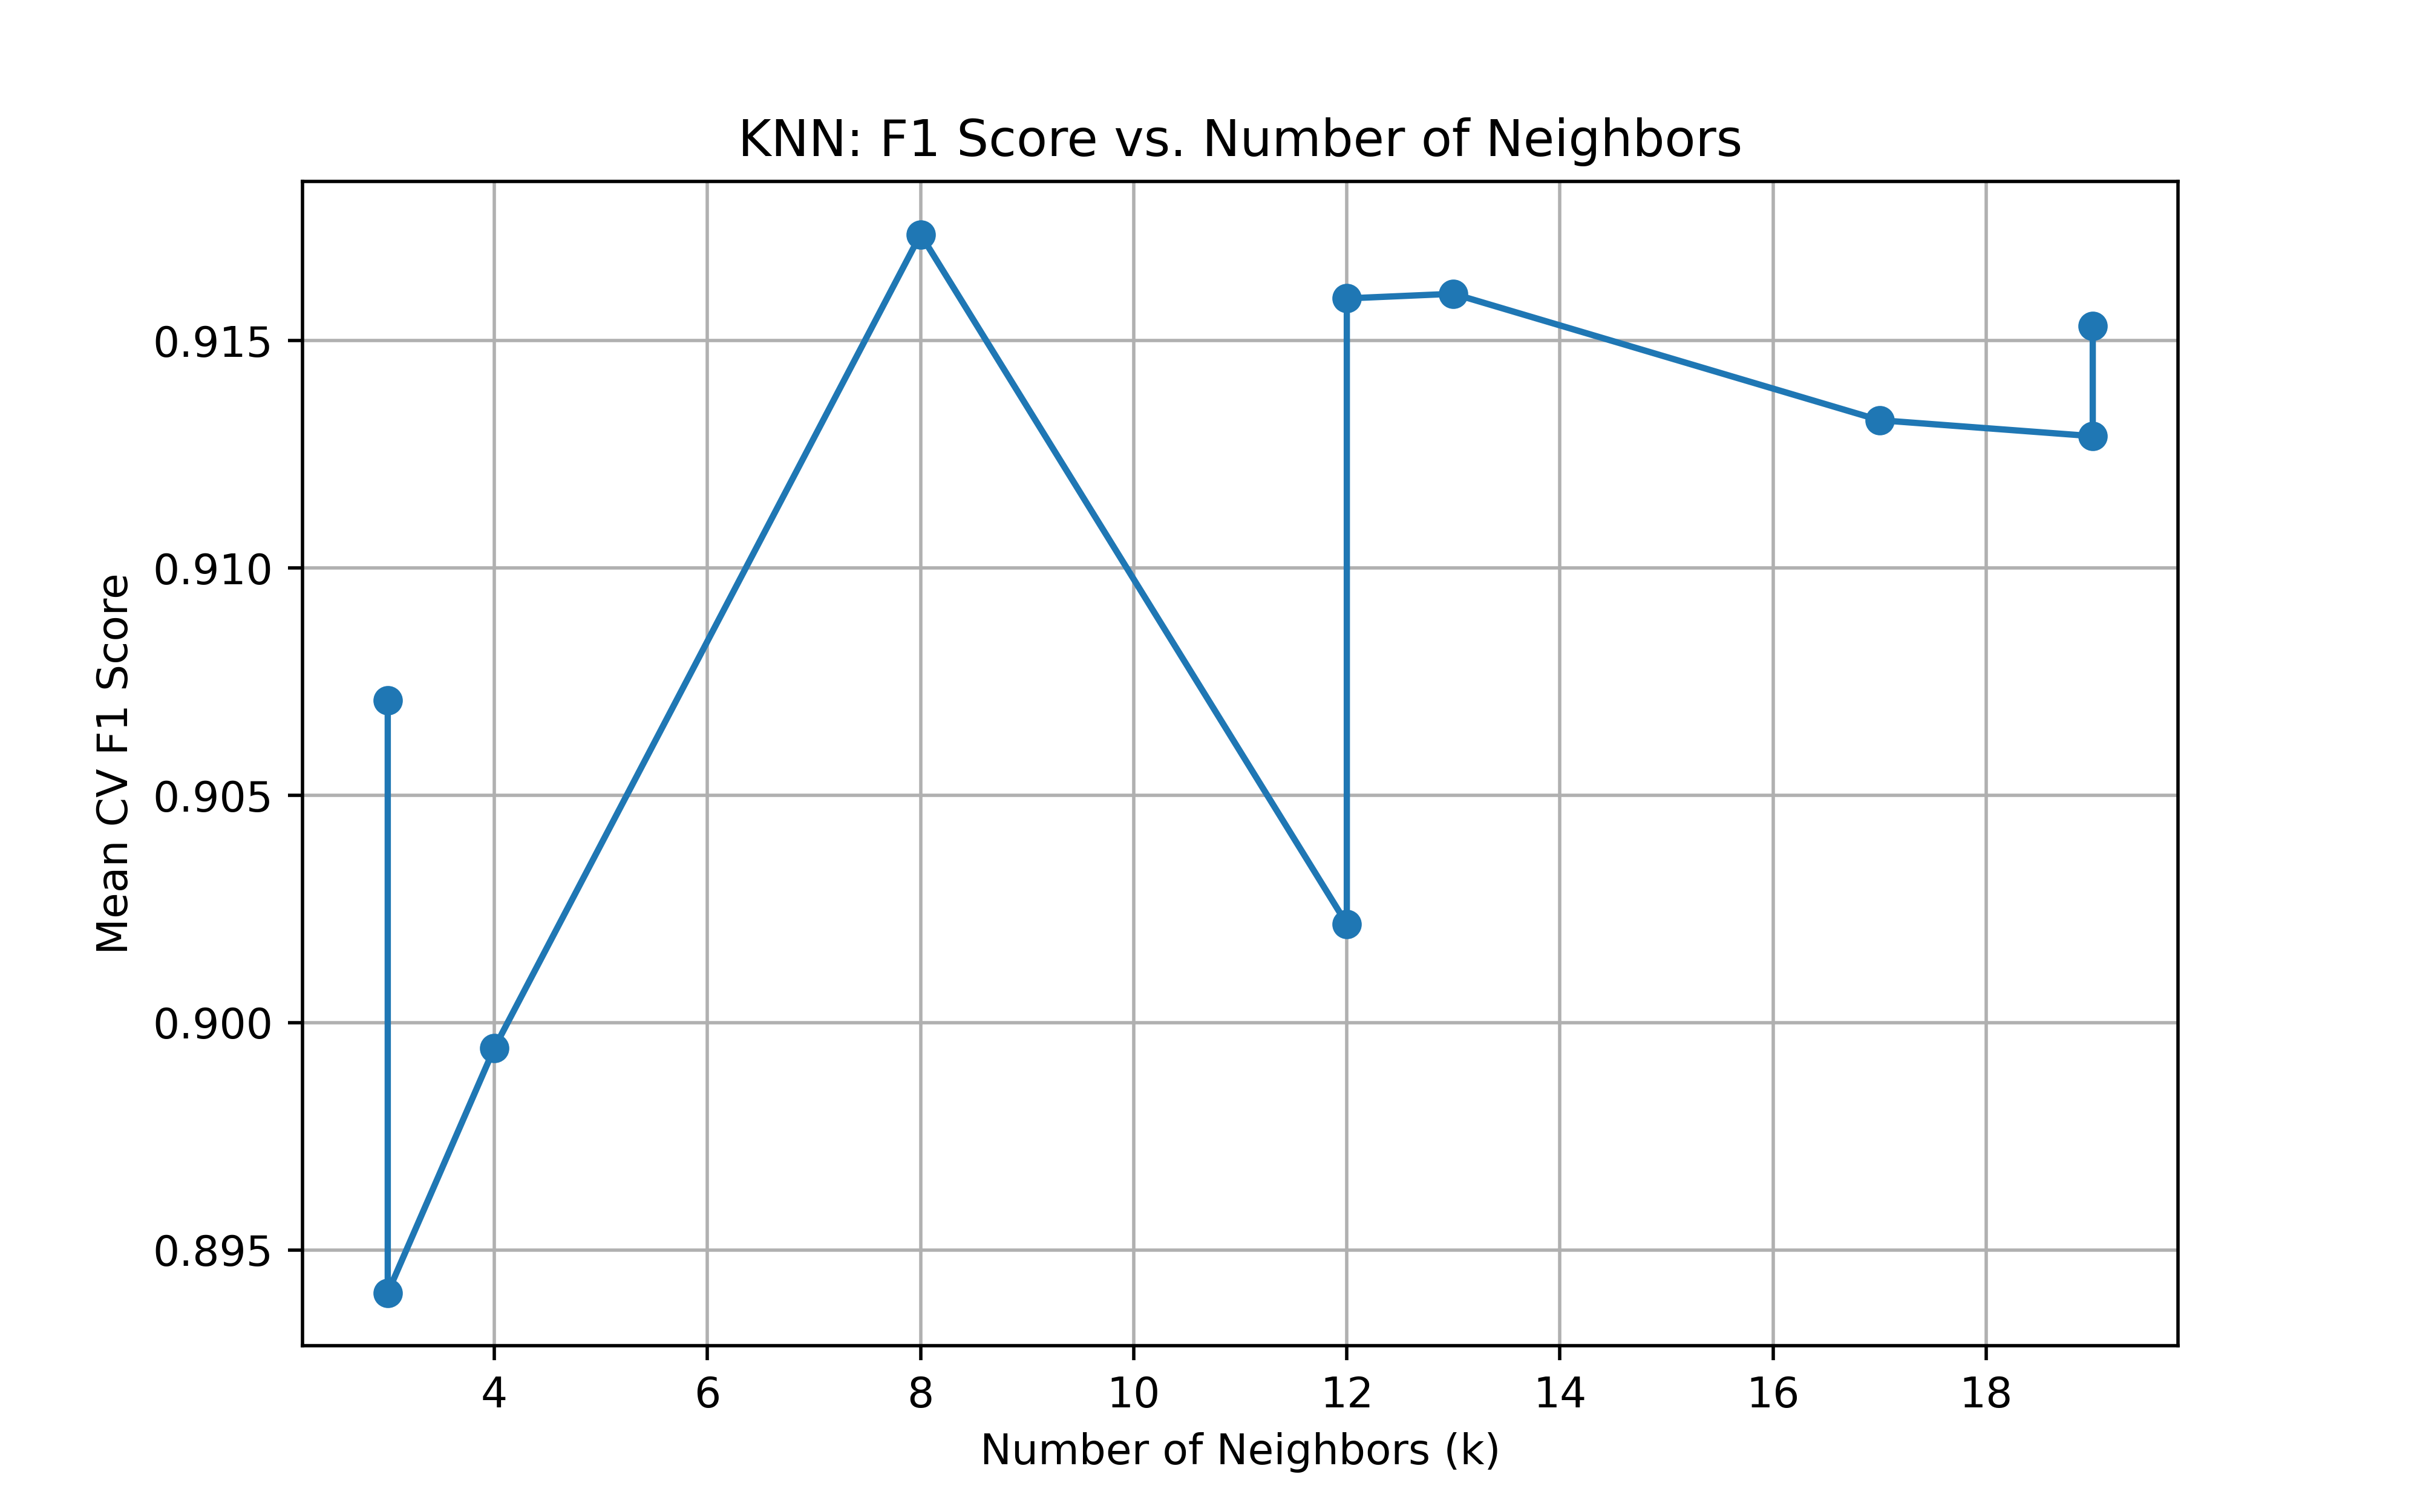 KNN: F1 Score vs. Number of Neighbors
Mean CV F1 Score
0.915
0.910
0.905
0.900
0.895
4 6 8 10 12 14 16 18
Number of Neighbors (k)